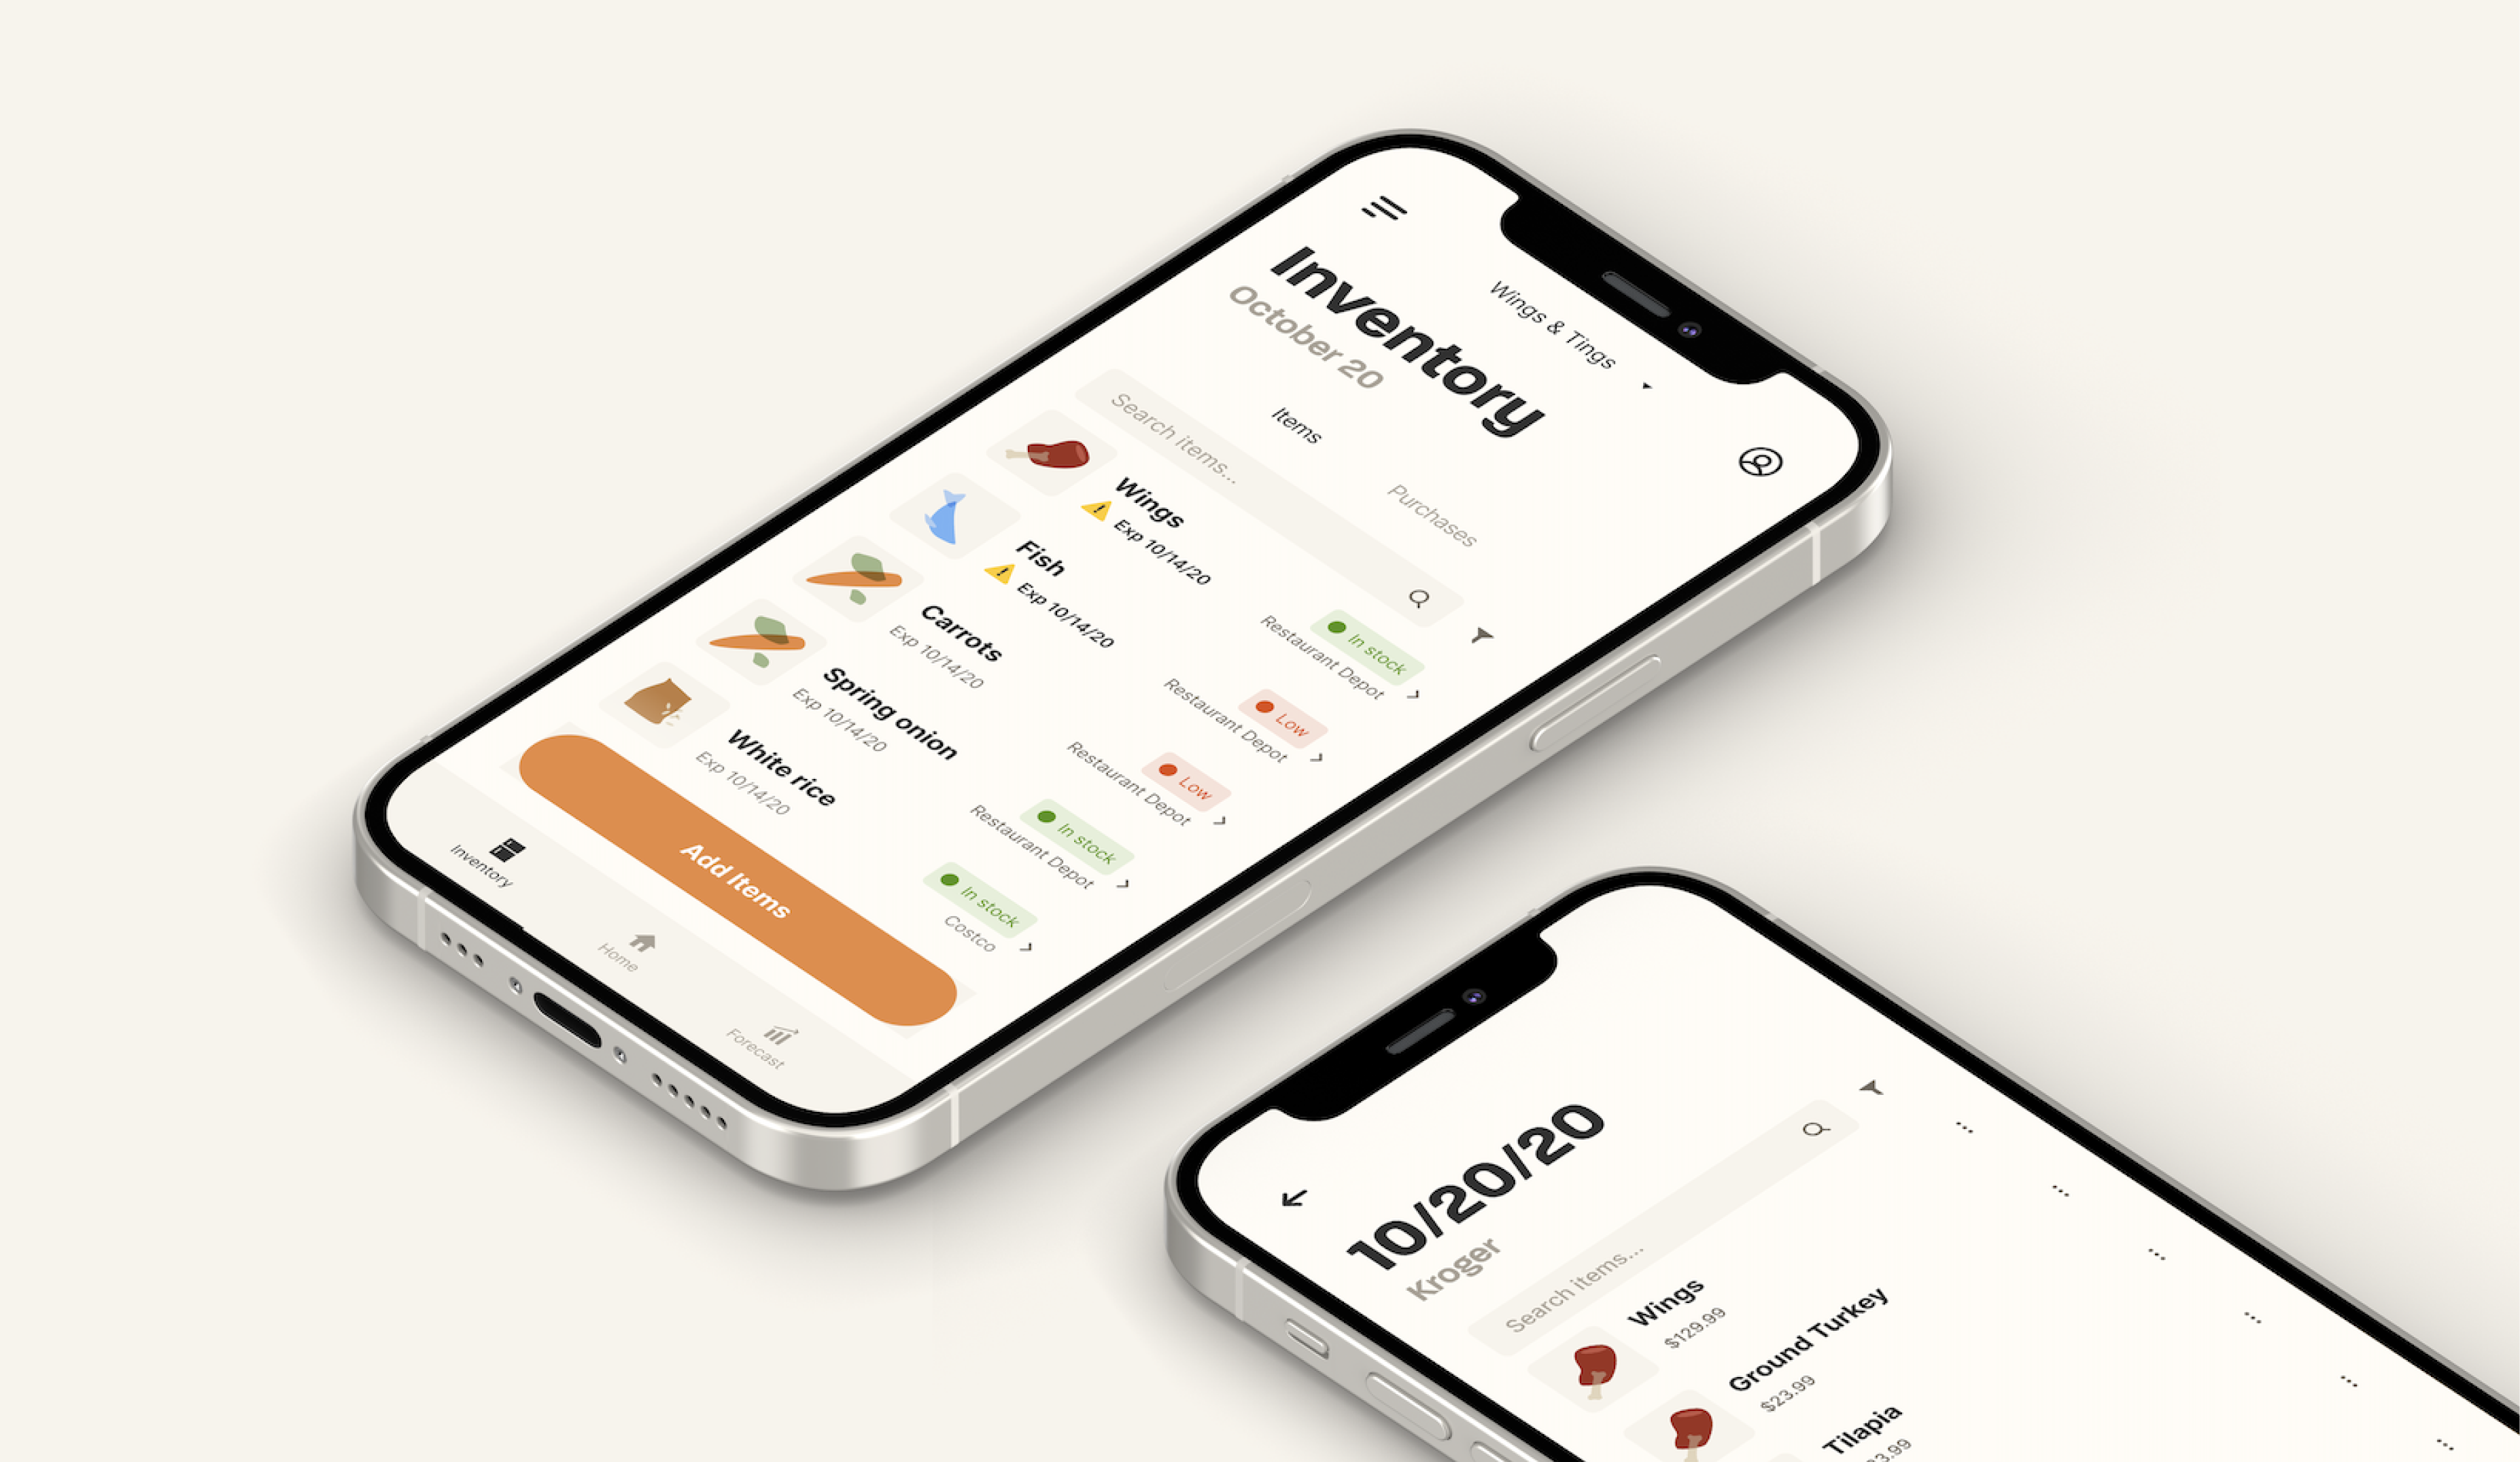 Wings & Tings
Inventory
October 20
Items
Purchases
Search items...
Wings
Exp 10/14/20
In stock
Restaurant Depot
Fish
Exp 10/14/20
Low
Restaurant Depot
Carrots
Exp 10/14/20
Low
Restaurant Depot
Spring onion
Exp 10/14/20
In stock
Restaurant Depot
White rice
Exp 10/14/20
In stock
Costco
Add Items
Inventory
Home
Forecast
10/20/20
Kroger
Search items...
Wings
$129.99
Ground Turkey
$23.99
Tilapia